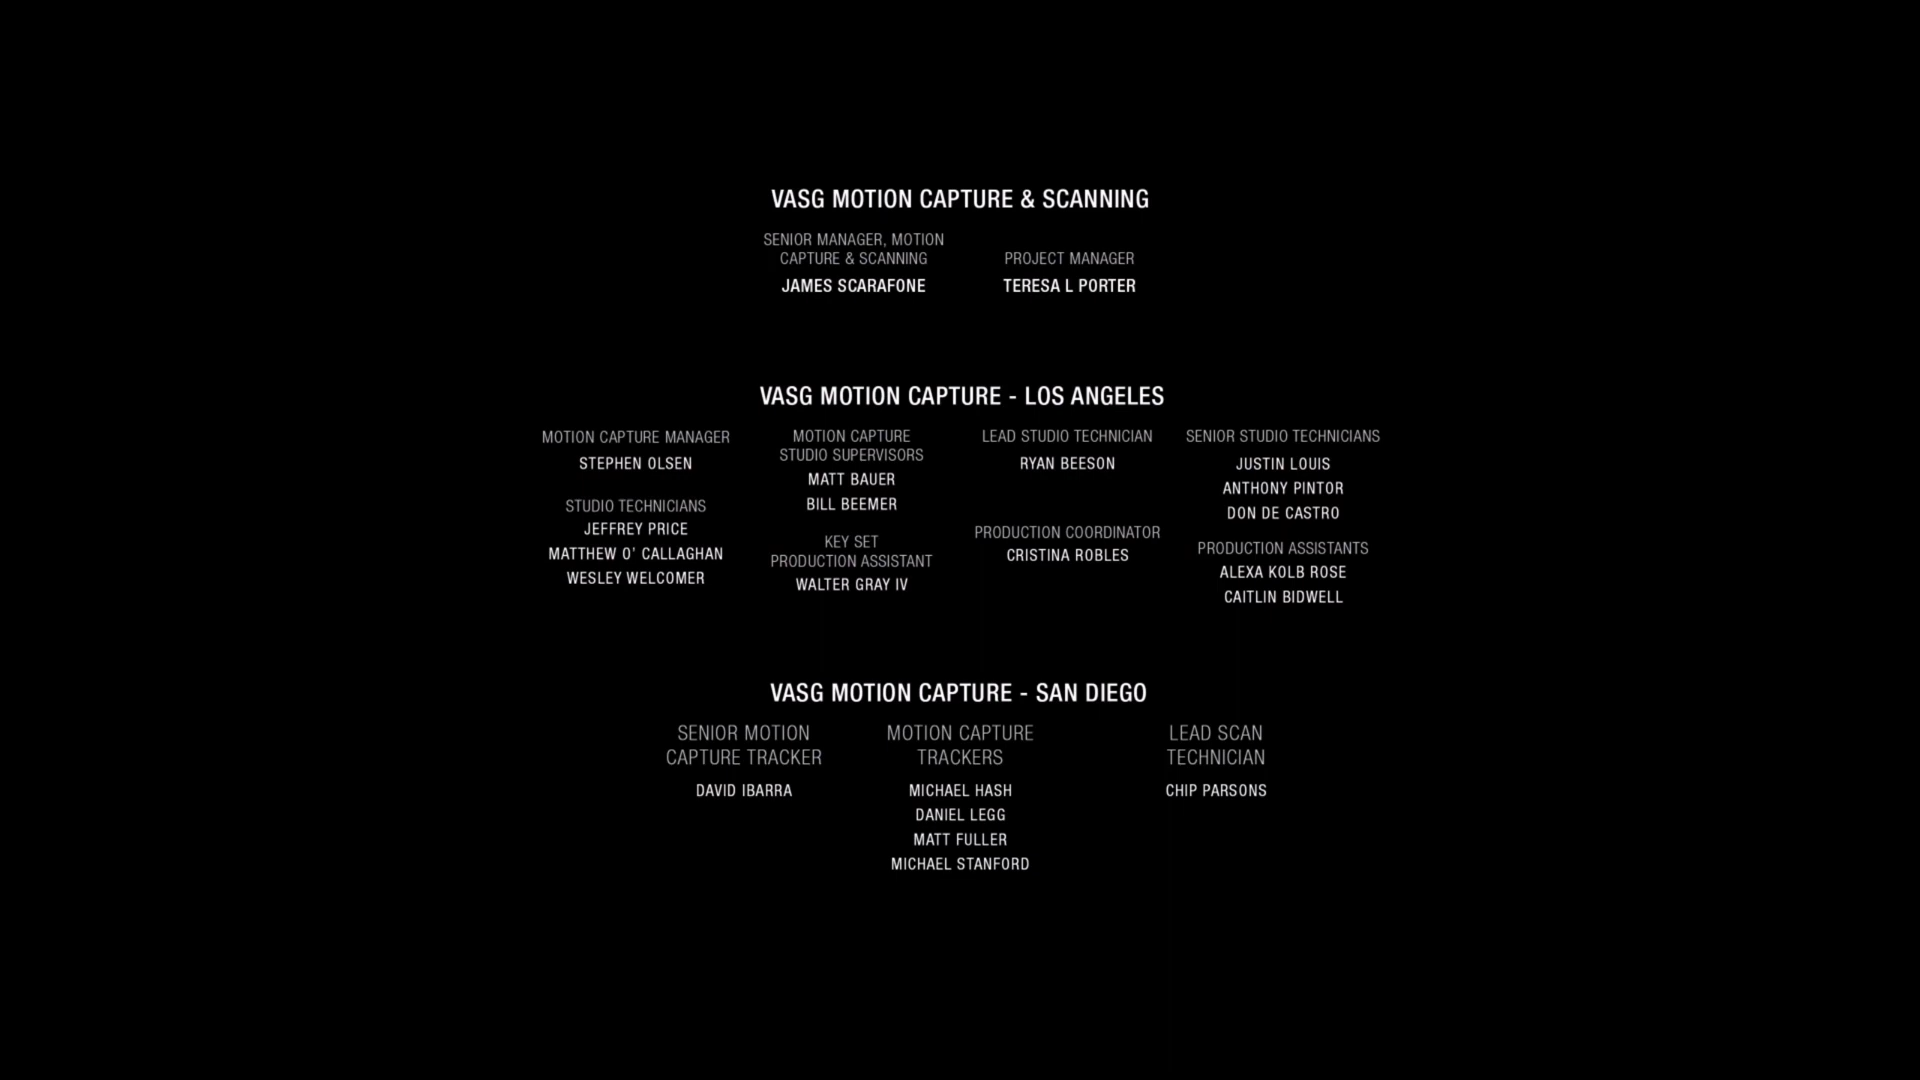 VASG MOTION CAPTURE & SCANNING
SENIOR MANAGER, MOTION
CAPTURE & SCANNING
JAMES SCARAFONE
PROJECT MANAGER
TERESA L PORTER
VASG MOTION CAPTURE - LOS ANGELES
MOTION CAPTURE MANAGER
STEPHEN OLSEN
MOTION CAPTURE
STUDIO SUPERVISORS
MATT BAUER
BILL BEEMER
LEAD STUDIO TECHNICIAN
RYAN BEESON
SENIOR STUDIO TECHNICIANS
JUSTIN LOUIS
ANTHONY PINTOR
DON DE CASTRO
STUDIO TECHNICIANS
JEFFREY PRICE
MATTHEW O' CALLAGHAN
WESLEY WELCOMER
KEY SET
PRODUCTION ASSISTANT
WALTER GRAY IV
PRODUCTION COORDINATOR
CRISTINA ROBLES
PRODUCTION ASSISTANTS
ALEXA KOLB ROSE
CAITLIN BIDWELL
VASG MOTION CAPTURE - SAN DIEGO
SENIOR MOTION
CAPTURE TRACKER
DAVID IBARRA
MOTION CAPTURE
TRACKERS
MICHAEL HASH
DANIEL LEGG
MATT FULLER
MICHAEL STANFORD
LEAD SCAN
TECHNICIAN
CHIP PARSONS